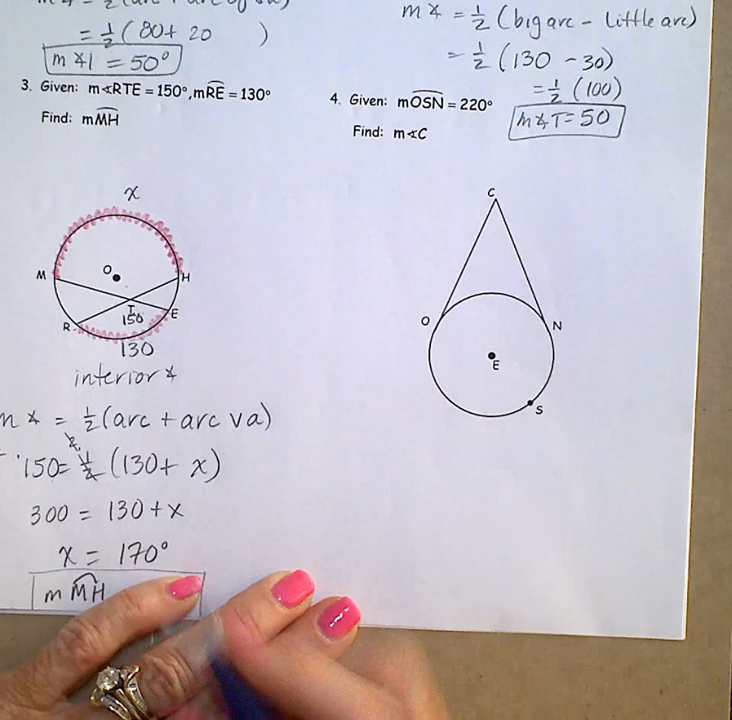 = ½(80+ 20 )
m∡1 = 50°
m∡ = ½(big arc - little arc)
= ½(130 - 30)
= ½(100)
m∡T=50
3. Given: m∢RTE = 150°, mRE = 130°
Find: mMH
4. Given: mOSN = 220°
Find: m∢C
x
M
O
H
T
E
150
R
130
interior ∡
m∡ = ½(arc + arc va)
2.
150= ½(130+ x)
300 = 130+x
x = 170°
m MH
C
O
N
E
S